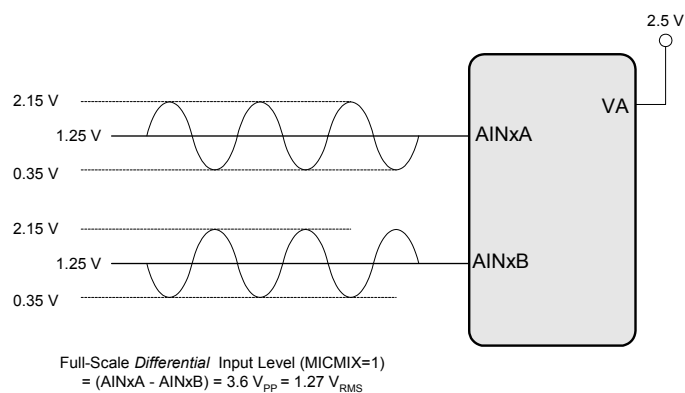 2.5 V
VA
2.15 V
1.25 V
AINxA
0.35 V
2.15 V
1.25 V
AINxB
0.35 V
Full-Scale Differential Input Level (MICMIX=1)
= (AINxA - AINxB) = 3.6 VPP = 1.27 VRMS